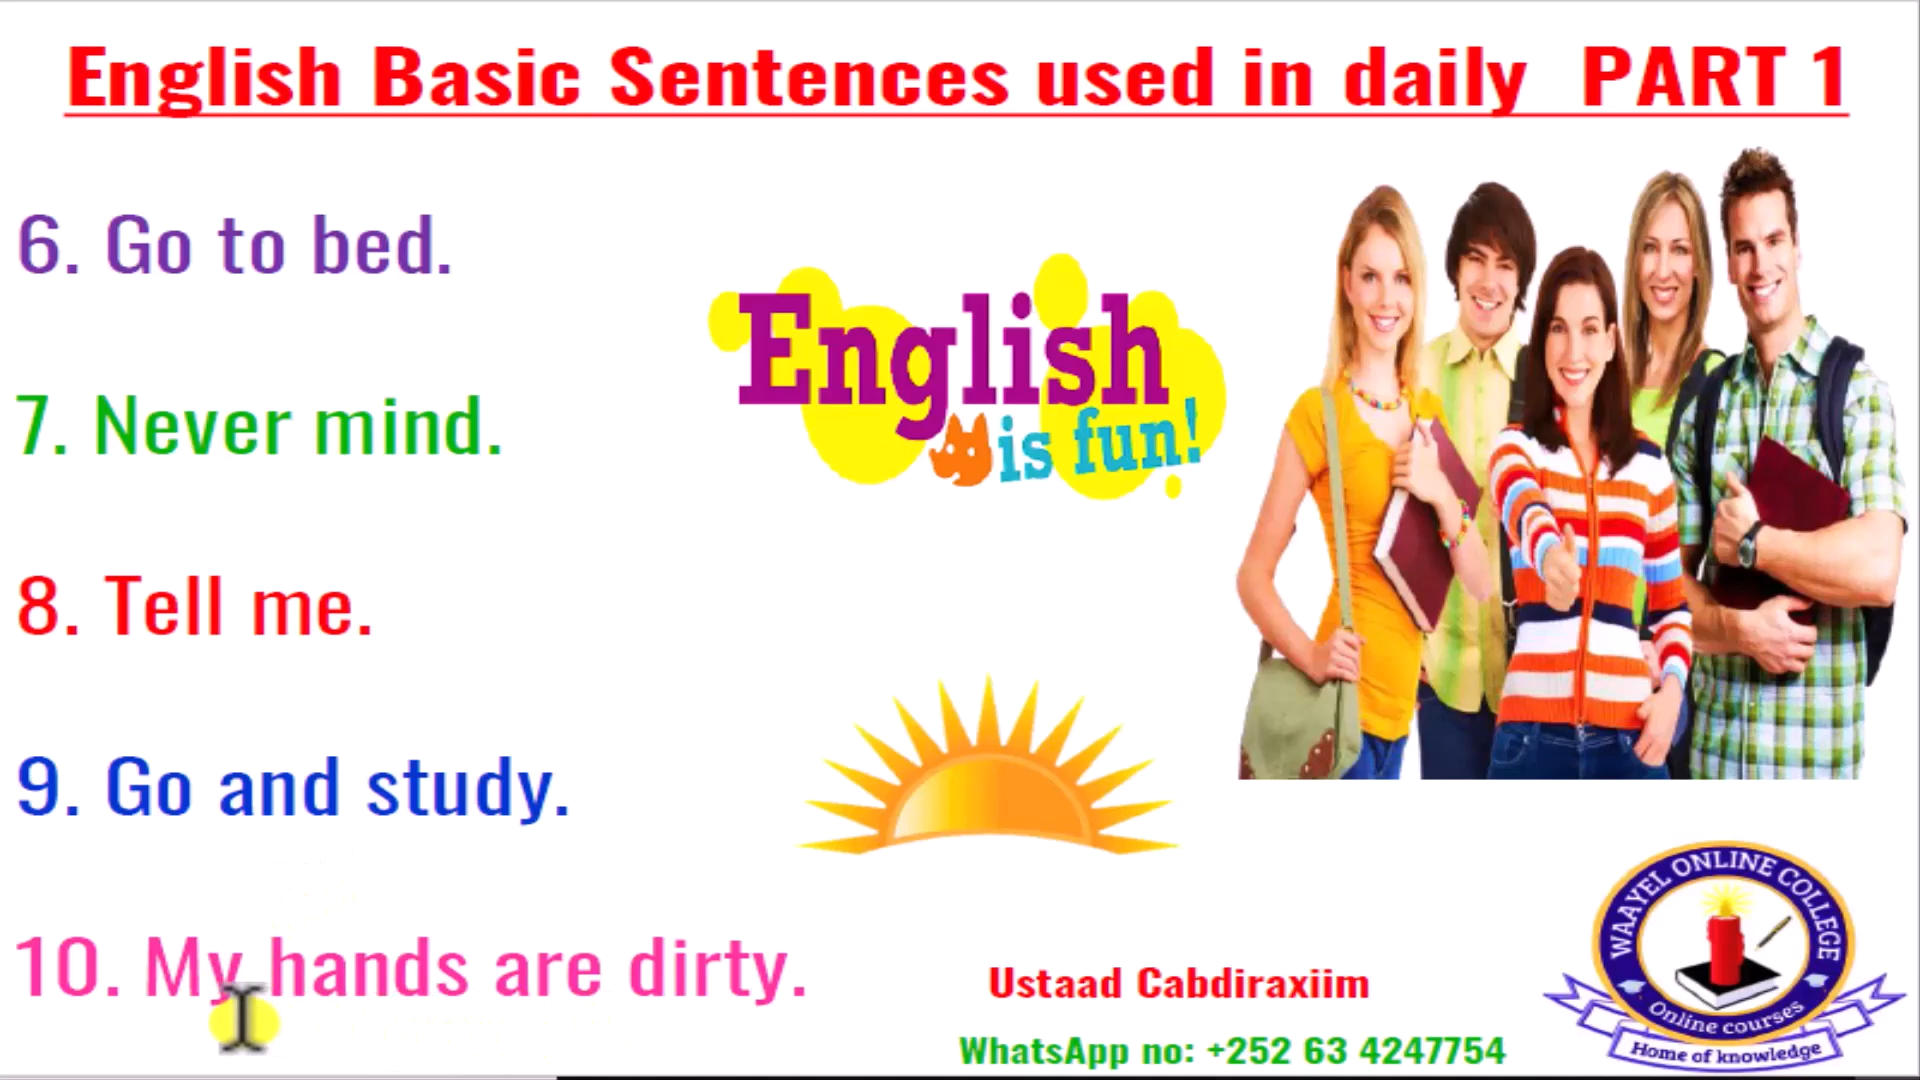 English Basic Sentences used in daily PART 1
6. Go to bed.
7. Never mind.
8. Tell me.
9. Go and study.
10. My hands are dirty.
English
is fun!
Ustaad Cabdiraxiim
WhatsApp no: +252 63 4247754
WAAYEL ONLINE COLLEGE
Online courses
Home of knowledge